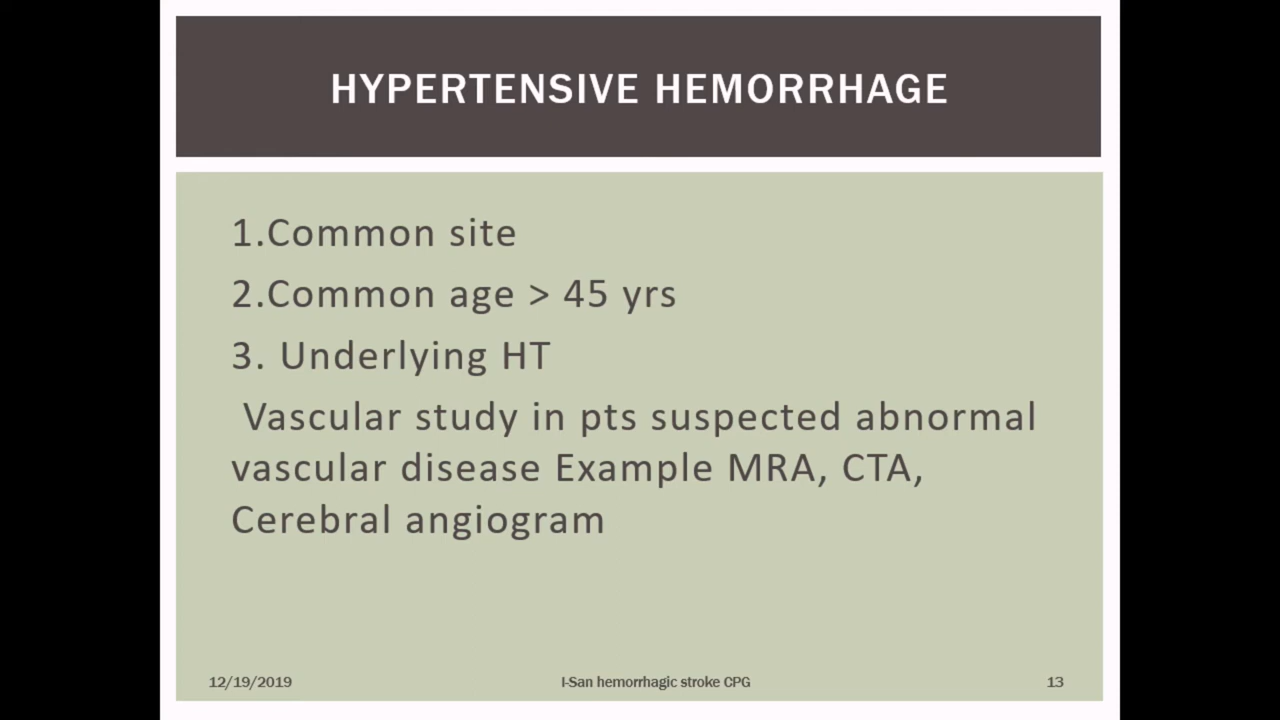 HYPERTENSIVE HEMORRHAGE
1.Common site
2.Common age > 45 yrs
3. Underlying HT
Vascular study in pts suspected abnormal
vascular disease Example MRA, CTA,
Cerebral angiogram
12/19/2019
I-San hemorrhagic stroke CPG
13